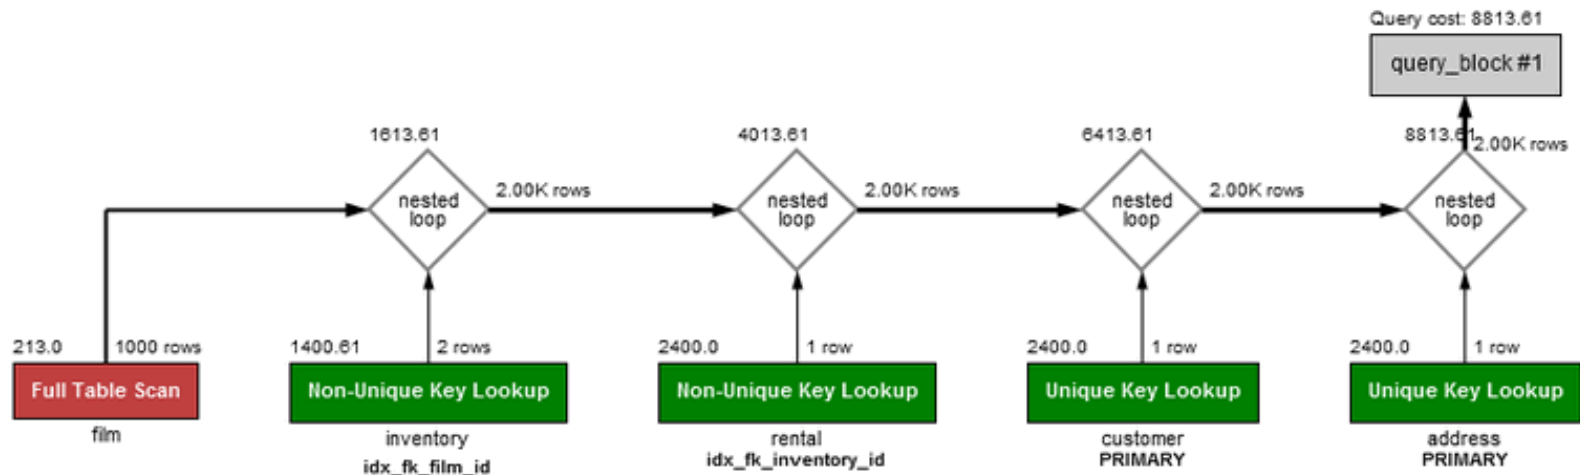 Query cost: 8813.61
query_block #1
1613.61
4013.61
6413.61
8813.61
2.00K rows
nested
loop
2.00K rows
nested
loop
2.00K rows
nested
loop
2.00K rows
nested
loop
213.0
1000 rows
1400.61
2 rows
2400.0
1 row
2400.0
1 row
2400.0
1 row
Full Table Scan
Non-Unique Key Lookup
Non-Unique Key Lookup
Unique Key Lookup
Unique Key Lookup
film
inventory
idx_fk_film_id
rental
idx_fk_inventory_id
customer
PRIMARY
address
PRIMARY